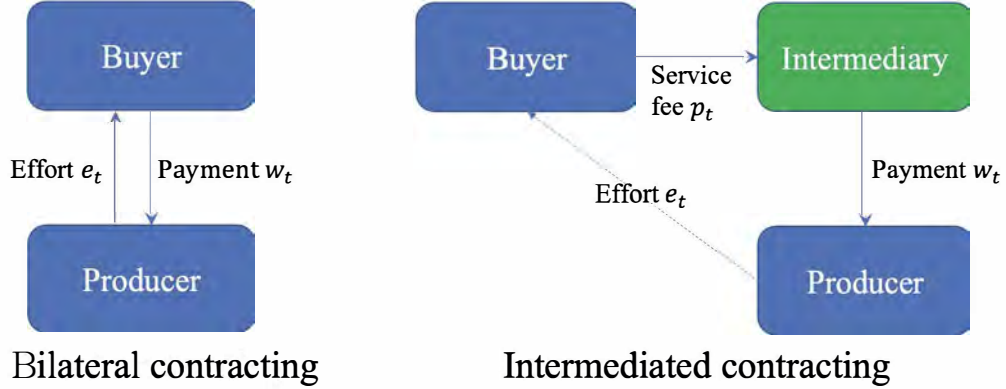 Buyer
Effort e_t
Payment w_t
Producer
Bilateral contracting
Buyer
Service
fee p_t
Intermediary
Effort e_t
Payment w_t
Producer
Intermediated contracting